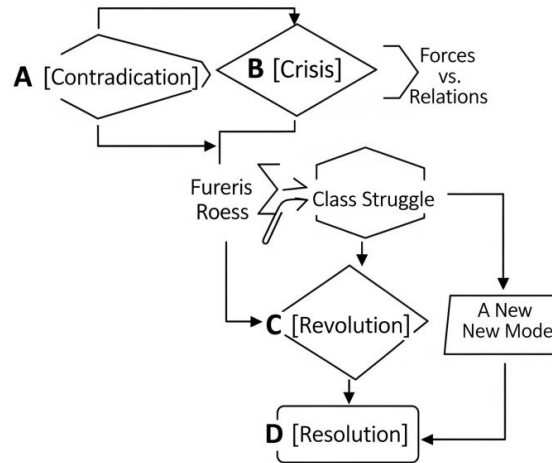 A [Contradication]
B [Crisis]
Forces
vs.
Relations
Fureris
Roess
Class Struggle
C [Revolution]
A New
New Mode
D [Resolution]